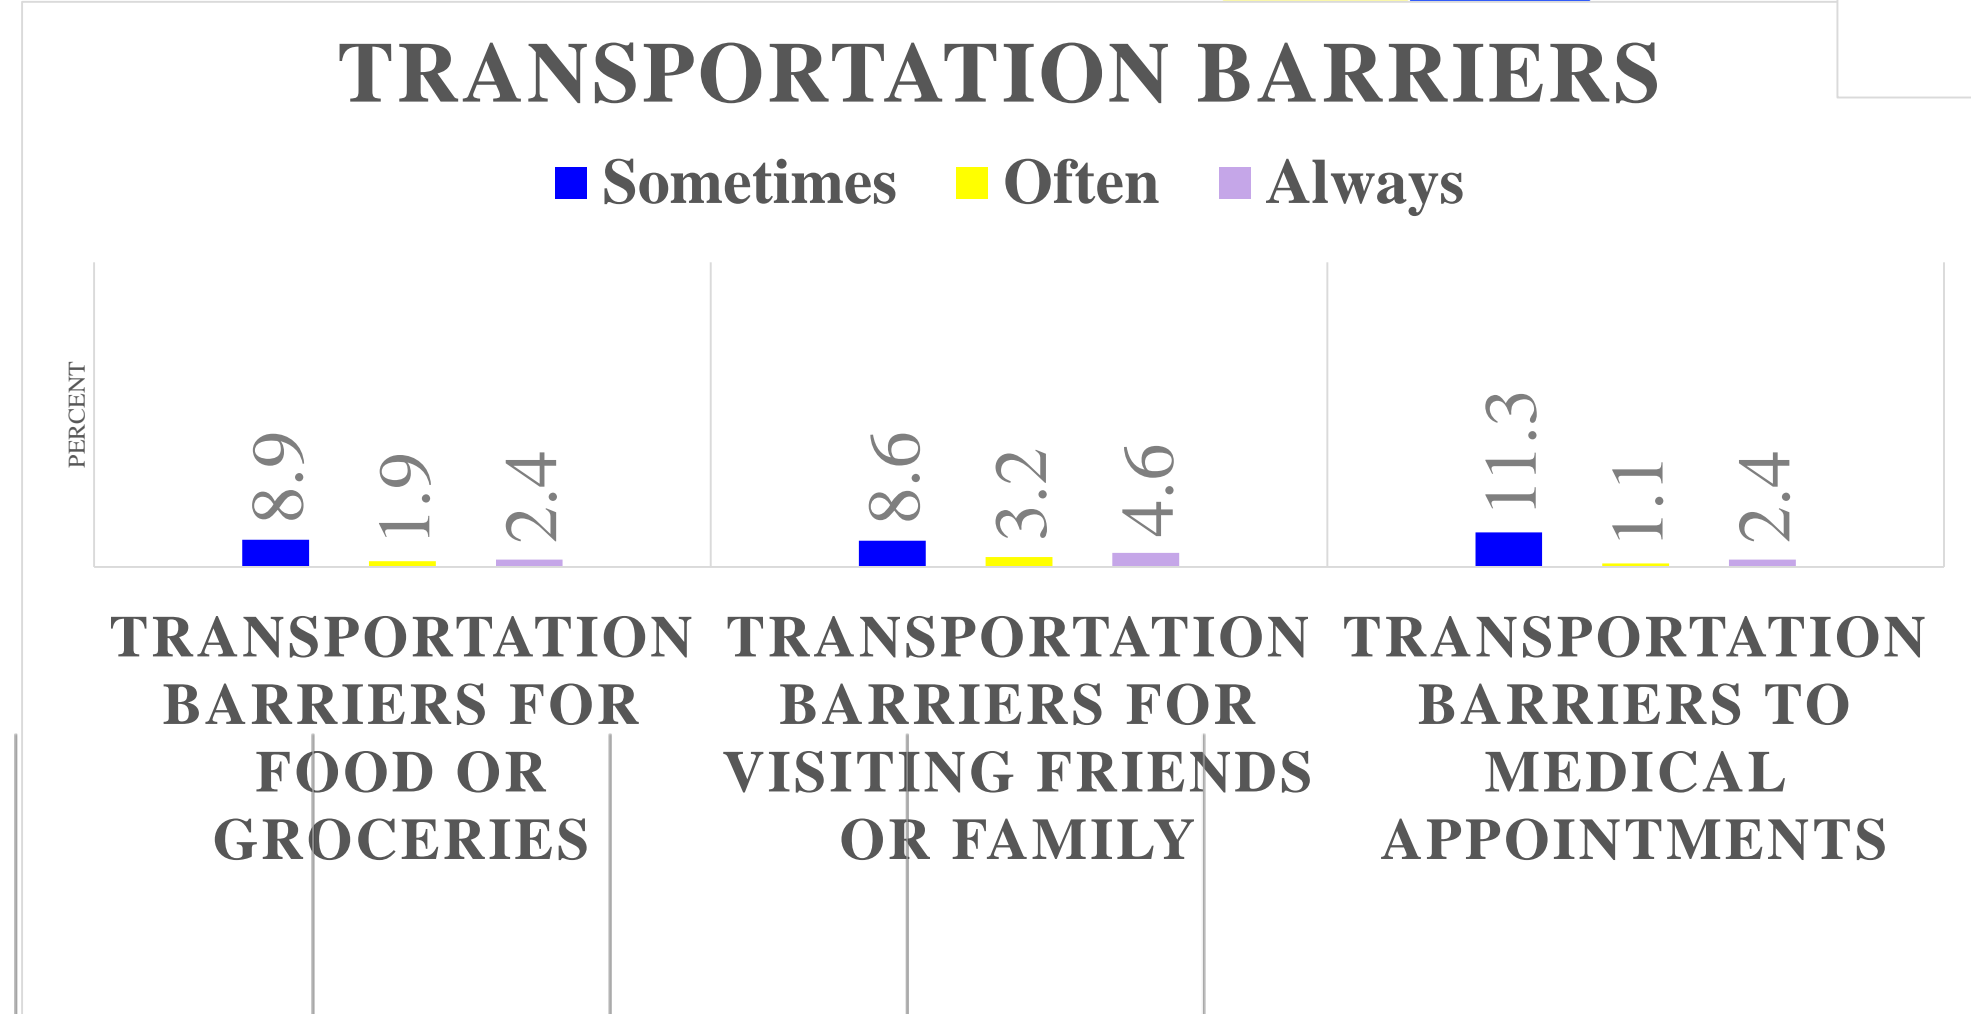 TRANSPORTATION BARRIERS
Sometimes Often Always
PERCENT
8.9 1.9 2.4 8.6 3.2 4.6 11.3 1.1 2.4
TRANSPORTATION
BARRIERS FOR
FOOD OR
GROCERIES
TRANSPORTATION
BARRIERS FOR
VISITING FRIENDS
OR FAMILY
TRANSPORTATION
BARRIERS TO
MEDICAL
APPOINTMENTS